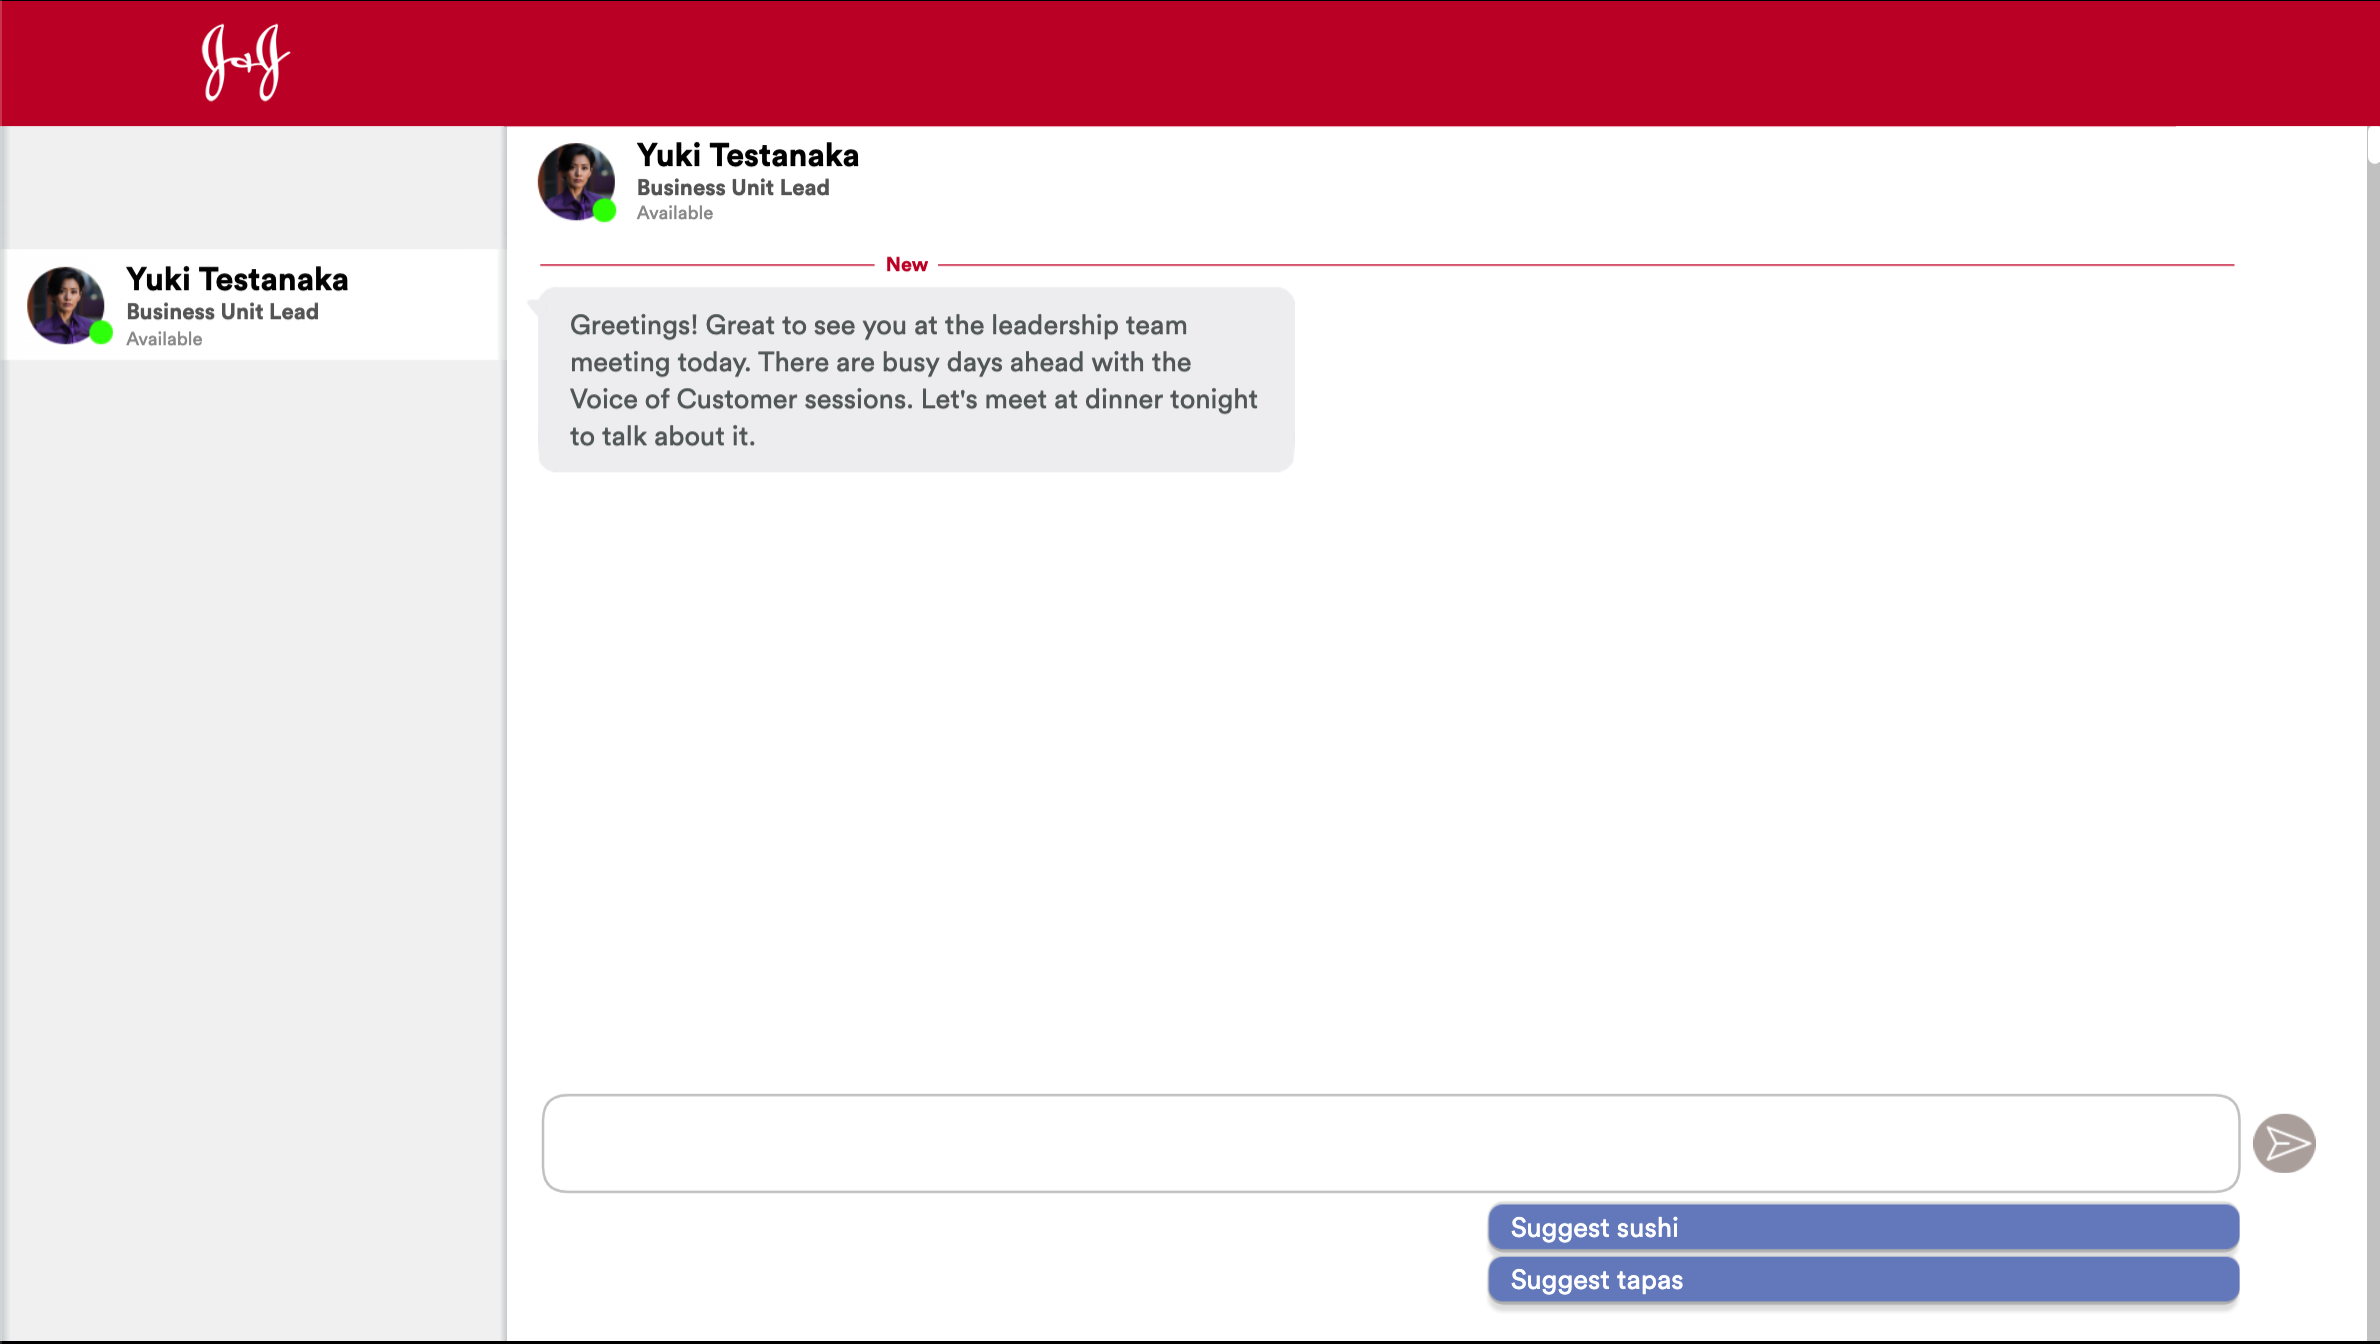 J&J
Yuki Testanaka
Business Unit Lead
Available
Yuki Testanaka
Business Unit Lead
Available
New
Greetings! Great to see you at the leadership team
meeting today. There are busy days ahead with the
Voice of Customer sessions. Let's meet at dinner tonight
to talk about it.
Suggest sushi
Suggest tapas